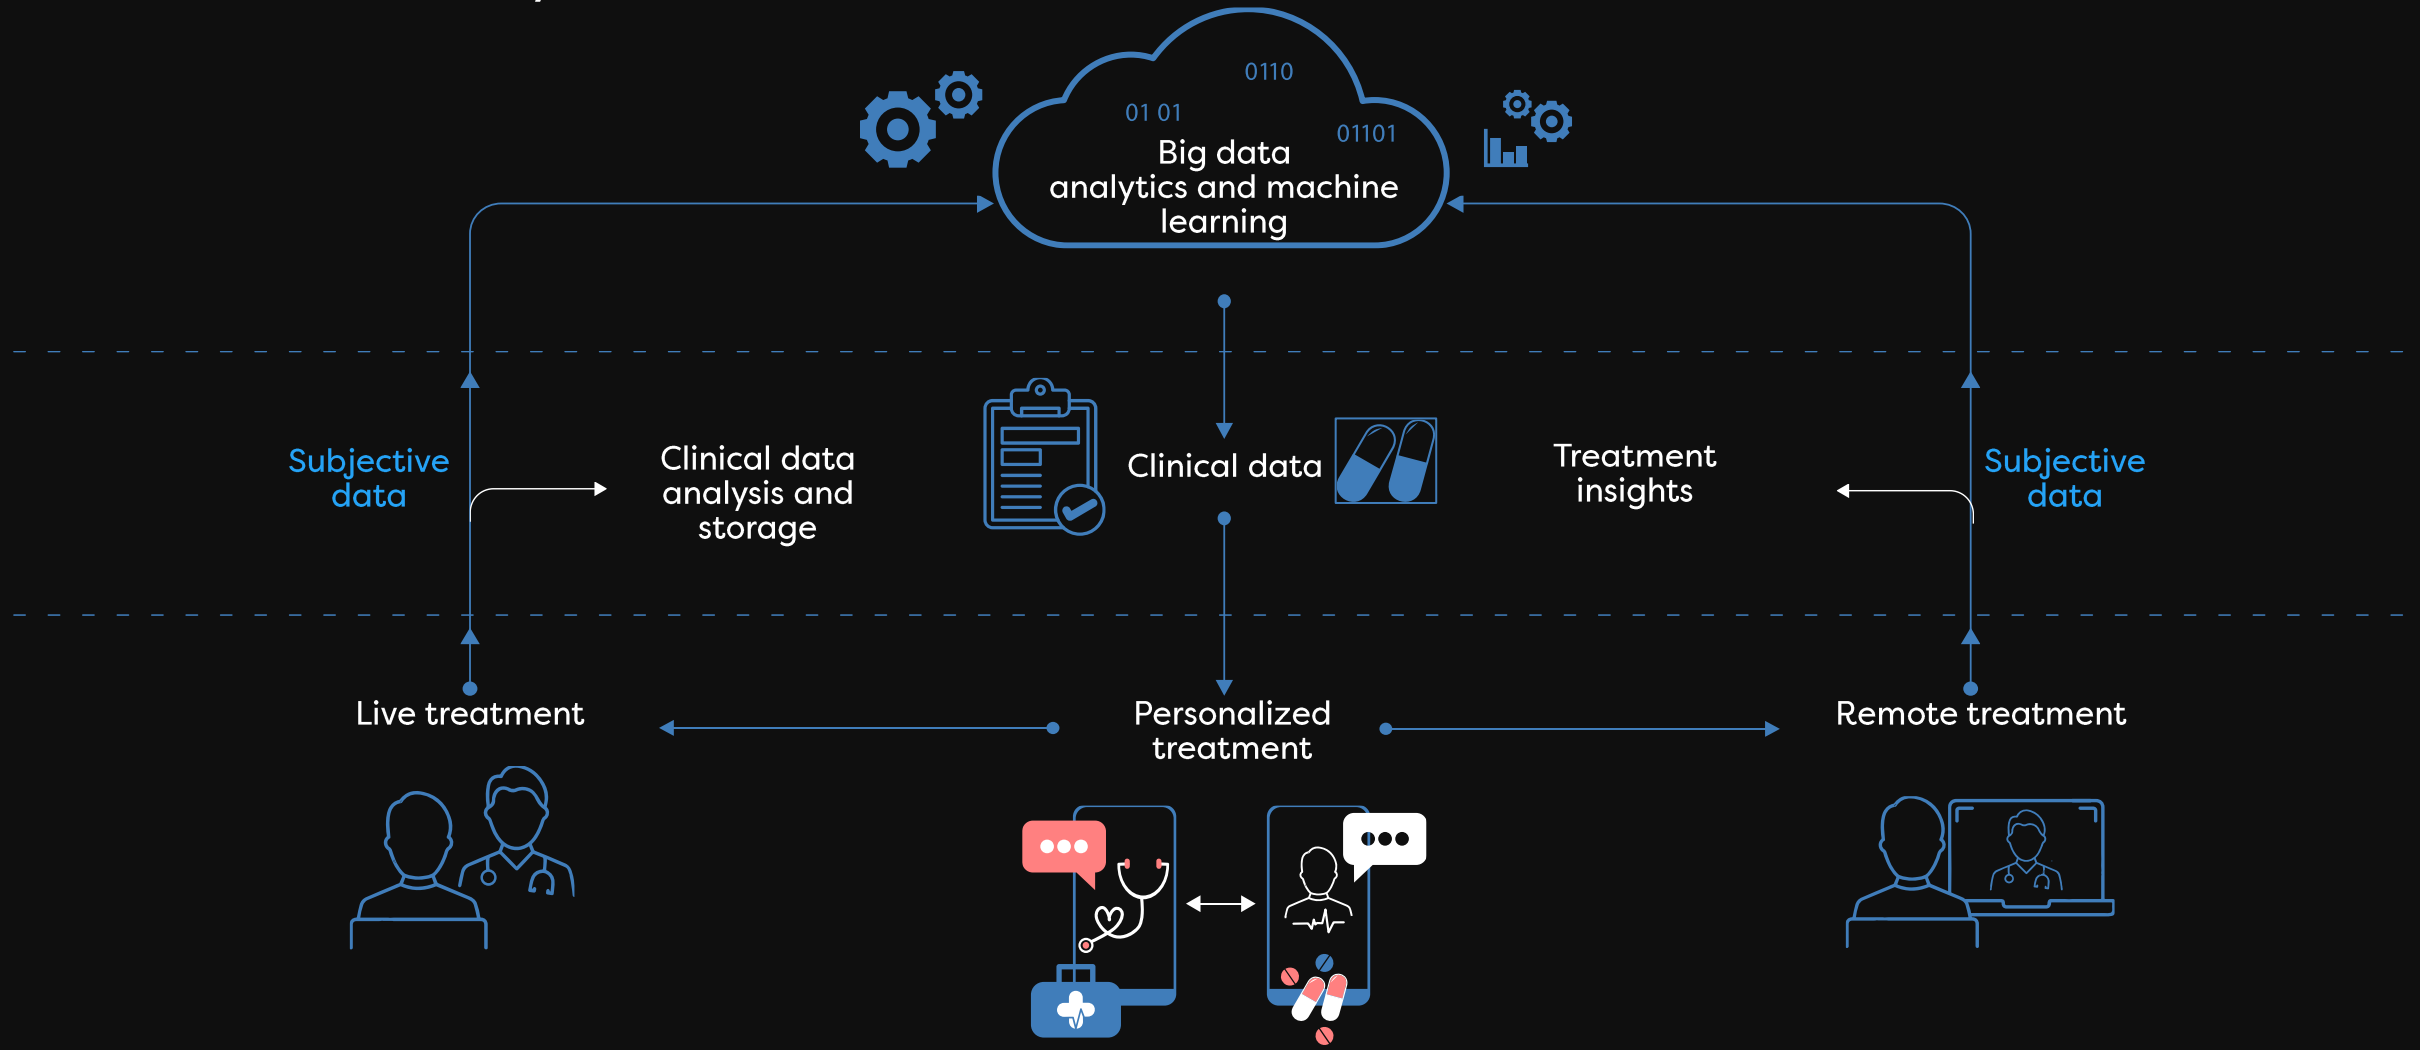 0110
01 01
01101
Big data
analytics and machine
learning
Subjective
data
Clinical data
analysis and
storage
Clinical data
Treatment
insights
Subjective
data
Live treatment
Personalized
treatment
Remote treatment